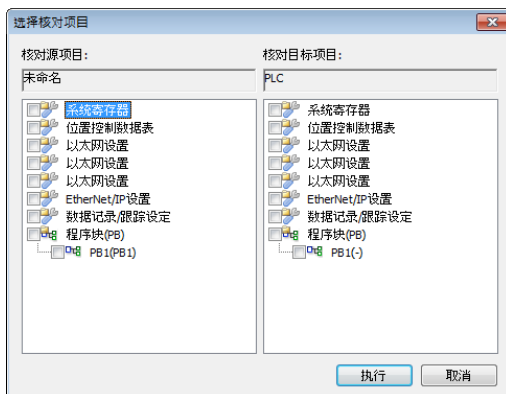 选择核对项目
核对源项目:
核对目标项目:
未命名
PLC
系统寄存器
位置控制数据表
以太网设置
以太网设置
以太网设置
EtherNet/IP设置
数据记录/跟踪设定
程序块(PB)
PB1(PB1)
系统寄存器
位置控制数据表
以太网设置
以太网设置
以太网设置
EtherNet/IP设置
数据记录/跟踪设定
程序块(PB)
PB1(-)
执行
取消